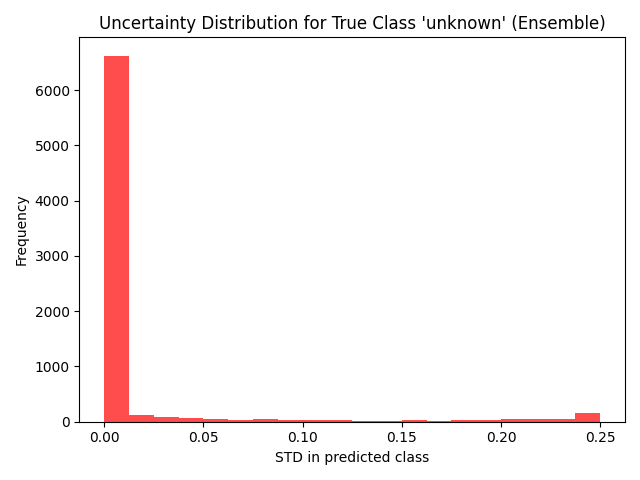 Uncertainty Distribution for True Class 'unknown' (Ensemble)
Frequency
6000
5000
4000
3000
2000
1000
0
0.00 0.05 0.10 0.15 0.20 0.25
STD in predicted class